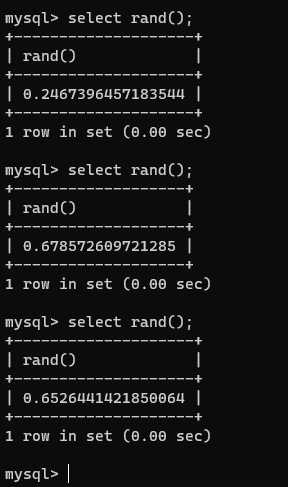 mysql> select rand();
+--------------------+
| rand()             |
+--------------------+
| 0.2467396457183544 |
+--------------------+
1 row in set (0.00 sec)
mysql> select rand();
+-------------------+
| rand()            |
+-------------------+
| 0.678572609721285 |
+-------------------+
1 row in set (0.00 sec)
mysql> select rand();
+--------------------+
| rand()             |
+--------------------+
| 0.6526441421850064 |
+--------------------+
1 row in set (0.00 sec)
mysql>